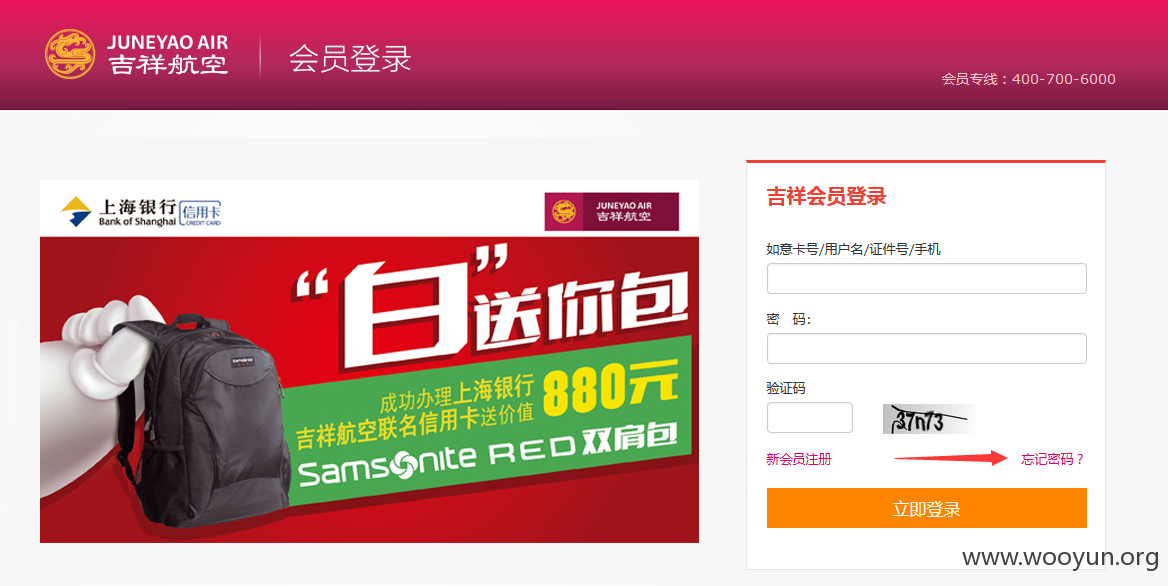 JUNEYAO AIR
吉祥航空
会员登录
会员专线：400-700-6000
上海银行
Bank of Shanghai
信用卡
CREDIT CARD
JUNEYAO AIR
吉祥航空
“白”送你包
成功办理上海银行
吉祥航空联名信用卡送价值
880元
Samsonite RED 双肩包
Samsonite
吉祥会员登录
如意卡号/用户名/证件号/手机
密 码：
验证码
37n73
新会员注册
忘记密码？
立即登录
www.wooyun.org